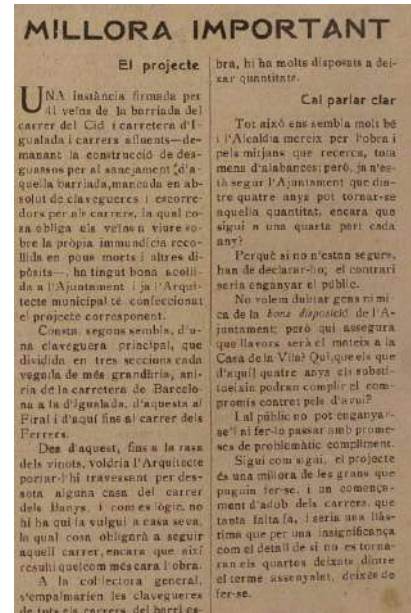 MILLORA IMPORTANT
El projecte
UNA instància firmada per
41 veïns de la barriada del
carrer del Cid i carretera d'I-
gualada i carrers afluents—de-
manant la construcció de des-
guassos per al sanejament d'a-
quella barriada, mancada en ab-
solut de clavegueres i escorre-
dors per als carrers, la qual co-
sa obliga els veïns a viure so-
bre la pròpia immundícia reco-
llida en pous morts i altres di-
pòsits—, ha tingut bona acolli-
da a l'Ajuntament i ja l'Arqui-
tecte municipal té confeccionat
el projecte corresponent.
Consta, segons sembla, d'u-
na claveguera principal, que
dividida en tres seccions cada
vegada de més grandària, ani-
ria de la carretera de Barcelo-
na a la d'Igualada, d'aquesta al
Firal i d'aquí fins al carrer dels
Ferrers.
Des d'aquest, fins a la rasa
dels vinots, voldria l'Arquitecte
portar-l'hi travessant per des-
sota alguna casa del carrer
dels Banys, i com es lògic, no
hi ha qui la vulgui a casa seva,
la qual cosa obligarà a seguir
aquell carrer, encara que així
resulti quelcom més cara l'obra.
A la col·lectora general,
s'empalmarien les clavegueres
de tots els carrers del barri es-
bra, hi ha molts disposats a dei-
xar quantitats.
Cal parlar clar
Tot això ens sembla molt bé
i l'Alcaldia mereix per l'obra i
pels mitjans que recerca, tota
mena d'alabances; però, ja n'es-
tà segur l'Ajuntament que din-
tre quatre anys pot tornar-se
aquella quantitat, encara que
sigui a una quarta part cada
any?
Perquè si no n'estan segurs,
han de declarar-ho; el contrari
seria enganyar el públic.
No volem dubtar gens ni mi-
ca de la bona disposició de l'A-
juntament; però qui assegura
que llavors serà el mateix a la
Casa de la Vila? Qui, que els que
d'aquí quatre anys els substi-
tueixin podran complir el com-
promís contret pels d'avui?
I al públic no pot enganyar-
se'l ni fer-lo passar amb prome-
ses de problemàtic compliment.
Sigui com sigui, el projecte
és una millora de les grans que
puguin fer-se, i un comença-
ment d'adob dels carrers, que
tanta falta fa, i seria una llàs-
tima que per una insignificança
com el detall de si no es torna-
ran els quartos deixats dintre
el terme assenyalat, deixés de
fer-se.